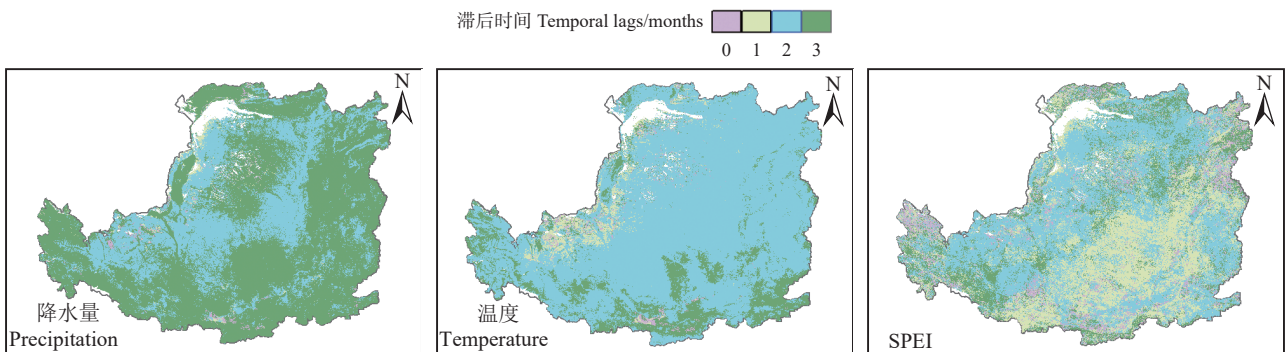 滞后时间 Temporal lags/months
0 1 2 3
N
N
N
降水量
Precipitation
温度
Temperature
SPEI